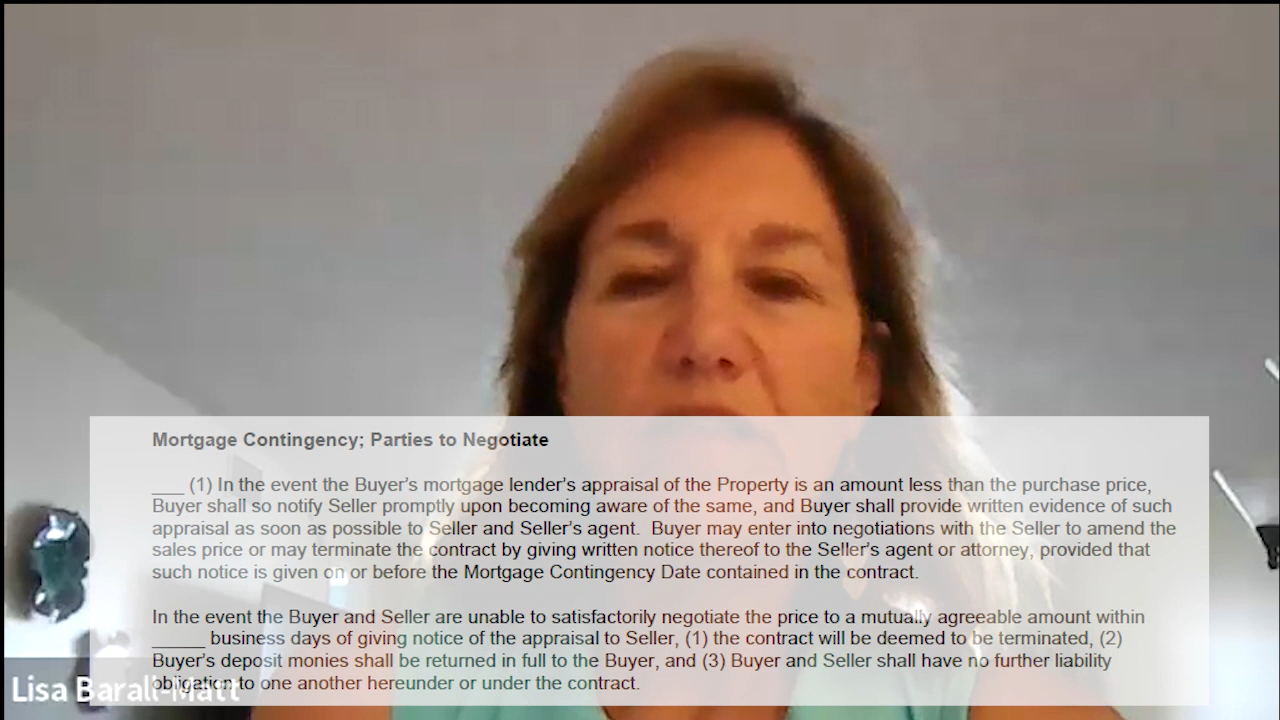 Mortgage Contingency; Parties to Negotiate
___ (1) In the event the Buyer’s mortgage lender’s appraisal of the Property is an amount less than the purchase price,
Buyer shall so notify Seller promptly upon becoming aware of the same, and Buyer shall provide written evidence of such
appraisal as soon as possible to Seller and Seller’s agent. Buyer may enter into negotiations with the Seller to amend the
sales price or may terminate the contract by giving written notice thereof to the Seller’s agent or attorney, provided that
such notice is given on or before the Mortgage Contingency Date contained in the contract.
In the event the Buyer and Seller are unable to satisfactorily negotiate the price to a mutually agreeable amount within
_____ business days of giving notice of the appraisal to Seller, (1) the contract will be deemed to be terminated, (2)
Buyer’s deposit monies shall be returned in full to the Buyer, and (3) Buyer and Seller shall have no further liability
obligation to one another hereunder or under the contract.
Lisa Barall-Matt